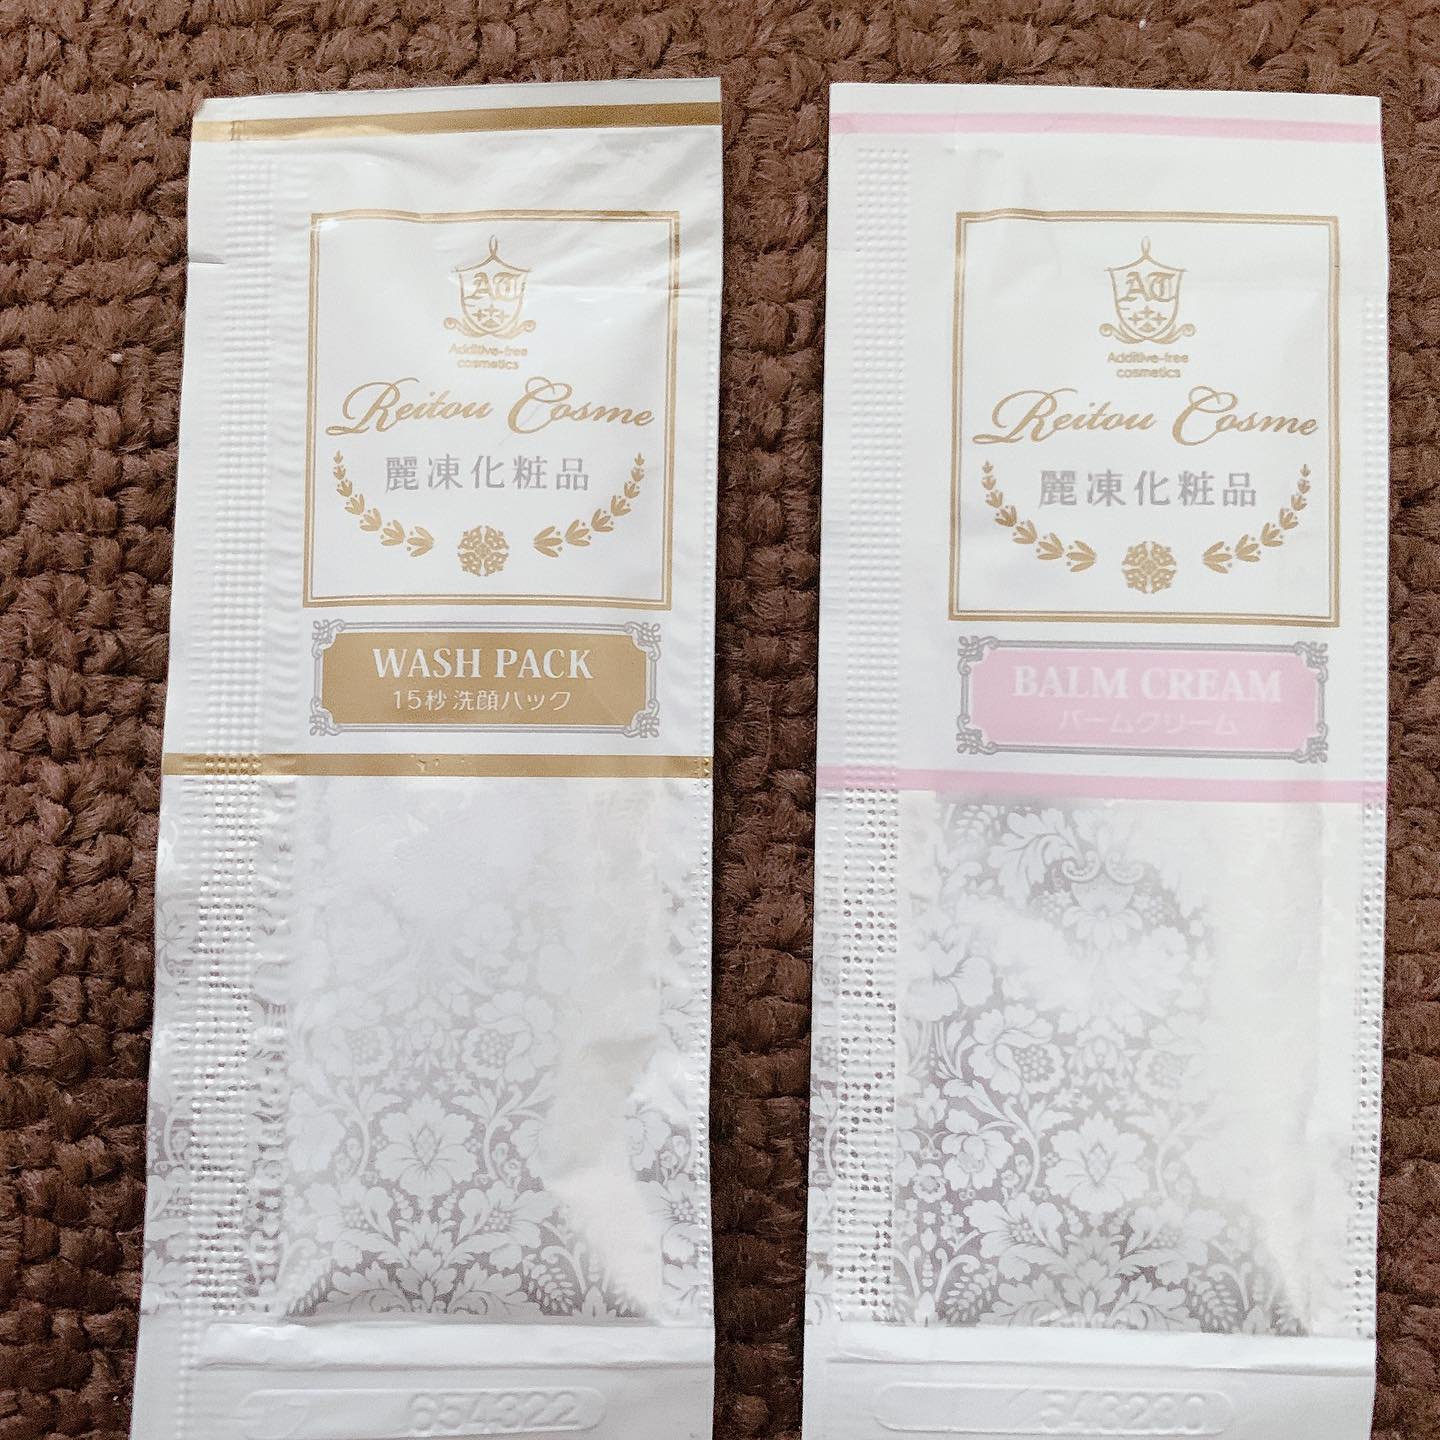 AT
Additive-free
cosmetics
Reitou Cosme
麗凍化粧品
WASH PACK
15秒洗顔パック
654322
AT
Additive-free
cosmetics
Reitou Cosme
麗凍化粧品
BALM CREAM
バームクリーム
543230